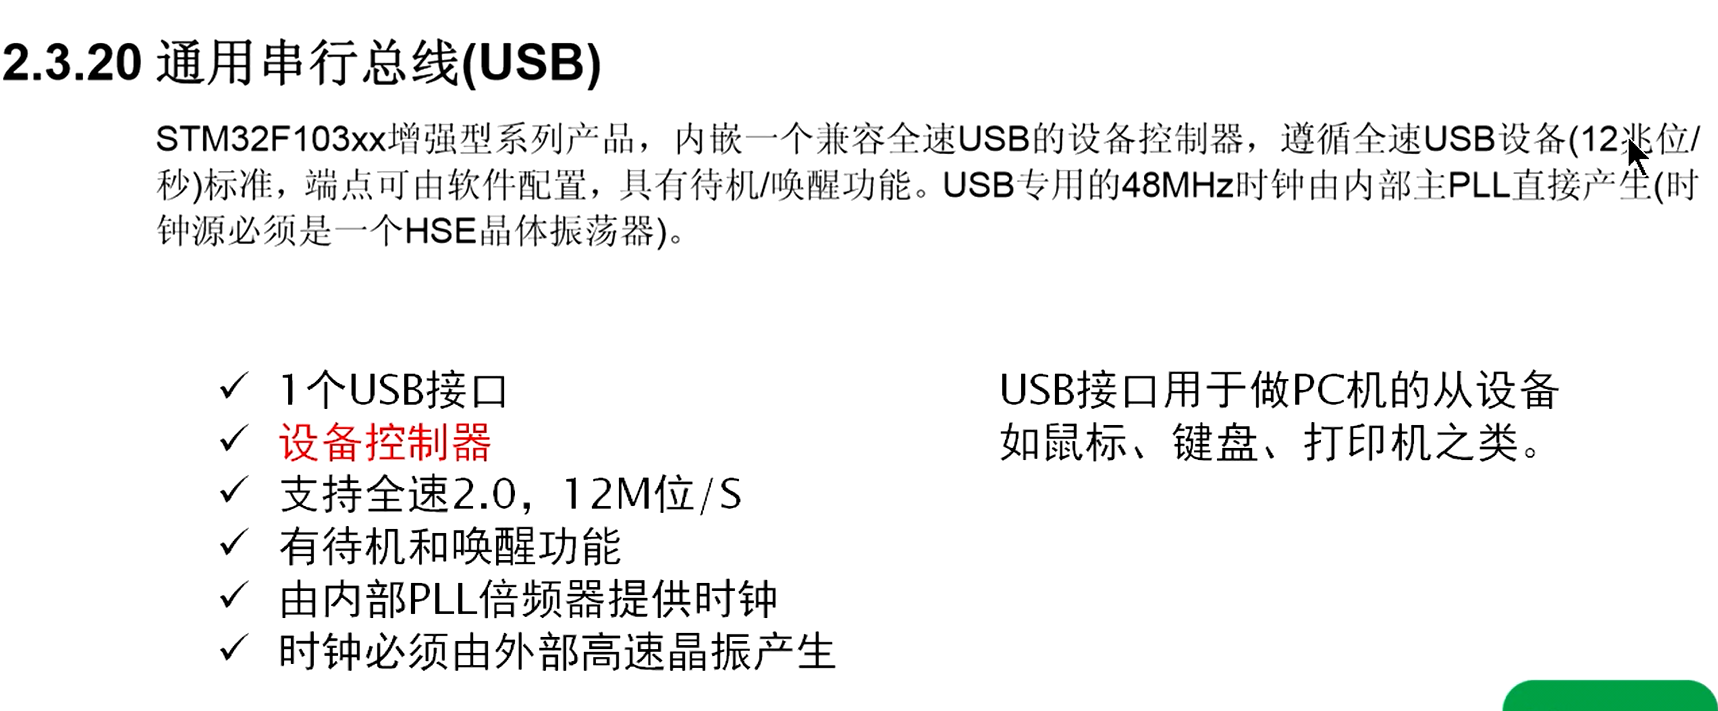 2.3.20 通用串行总线(USB)
STM32F103xx增强型系列产品，内嵌一个兼容全速USB的设备控制器，遵循全速USB设备(12兆位/
秒)标准，端点可由软件配置，具有待机/唤醒功能。USB专用的48MHz时钟由内部主PLL直接产生(时
钟源必须是一个HSE晶体振荡器)。
✓ 1个USB接口
✓ 设备控制器
✓ 支持全速2.0，12M位/S
✓ 有待机和唤醒功能
✓ 由内部PLL倍频器提供时钟
✓ 时钟必须由外部高速晶振产生
USB接口用于做PC机的从设备
如鼠标、键盘、打印机之类。